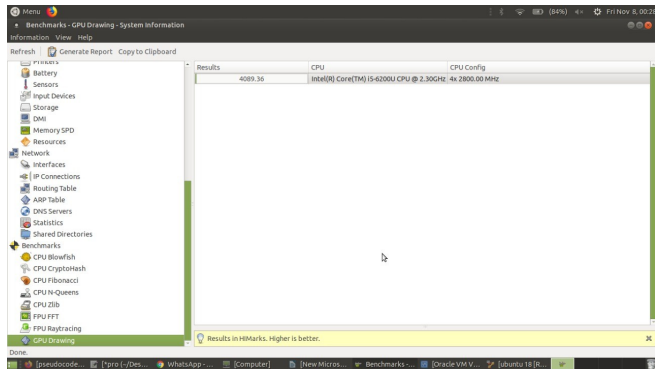 Menu (84%) Fri Nov 8, 00:28
Benchmarks - GPU Drawing - System Information
Information View Help
Refresh Generate Report Copy to Clipboard
Printers
Battery
Sensors
Input Devices
Storage
DMI
Memory SPD
Resources
Network
Interfaces
IP Connections
Routing Table
ARP Table
DNS Servers
Statistics
Shared Directories
Benchmarks
CPU Blowfish
CPU CryptoHash
CPU Fibonacci
CPU N-Queens
CPU Zlib
FPU FFT
FPU Raytracing
GPU Drawing
Results CPU CPU Config
4089.36 Intel(R) Core(TM) i5-6200U CPU @ 2.30GHz 4x 2800.00 MHz
Results in HIMarks. Higher is better.
Done.
[pseudocode... [*pro (~/Des... WhatsApp -... [Computer] [New Micros... Benchmarks -... [Oracle VM V... [ubuntu 18 [R...